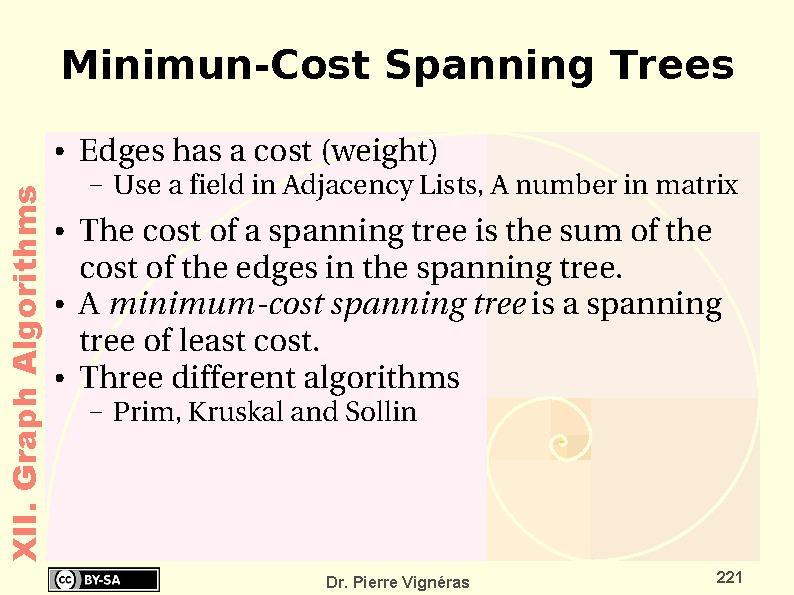 Minimun-Cost Spanning Trees
• Edges has a cost (weight)
– Use a field in Adjacency Lists, A number in matrix
• The cost of a spanning tree is the sum of the
cost of the edges in the spanning tree.
• A minimum-cost spanning tree is a spanning
tree of least cost.
• Three different algorithms
– Prim, Kruskal and Sollin
XII. Graph Algorithms
cc BY-SA
Dr. Pierre Vignéras
221